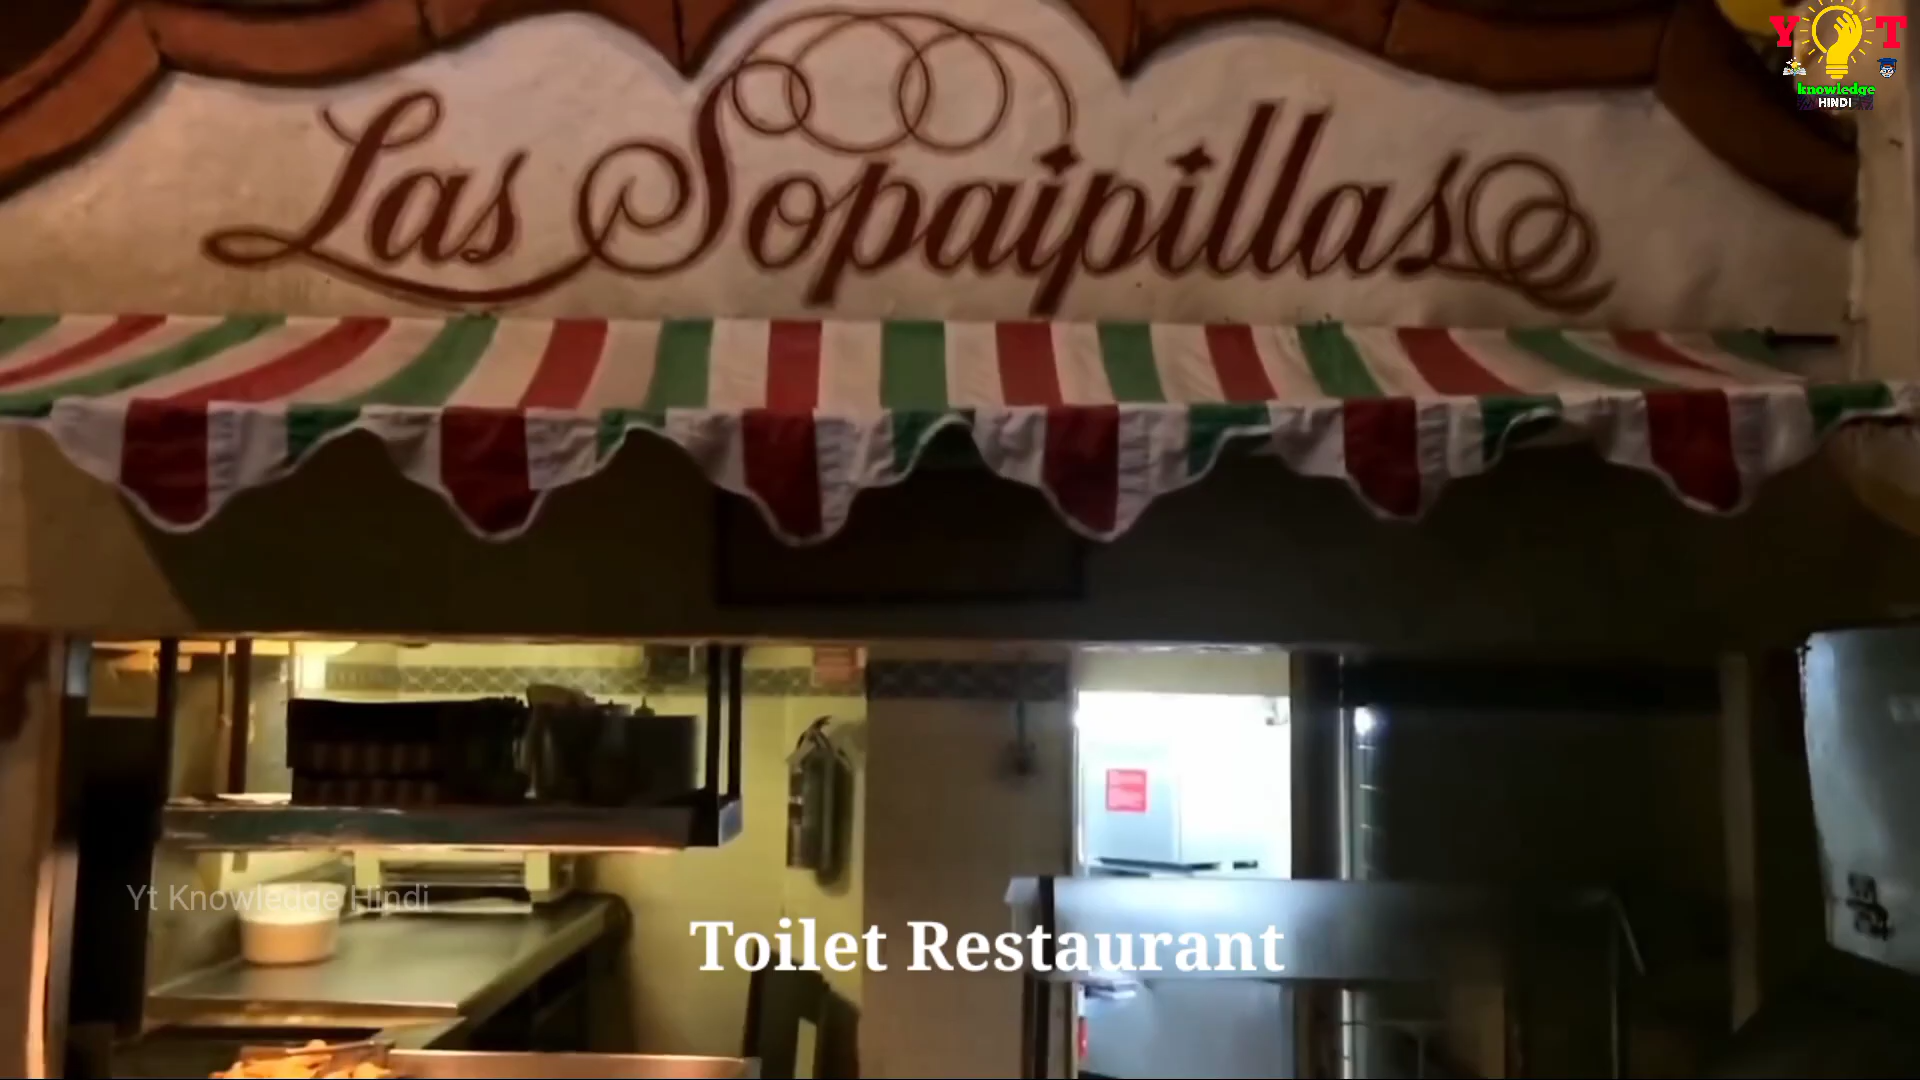 Las Sopaipillas
Y T
knowledge
HINDI
Yt Knowledge Hindi
Toilet Restaurant